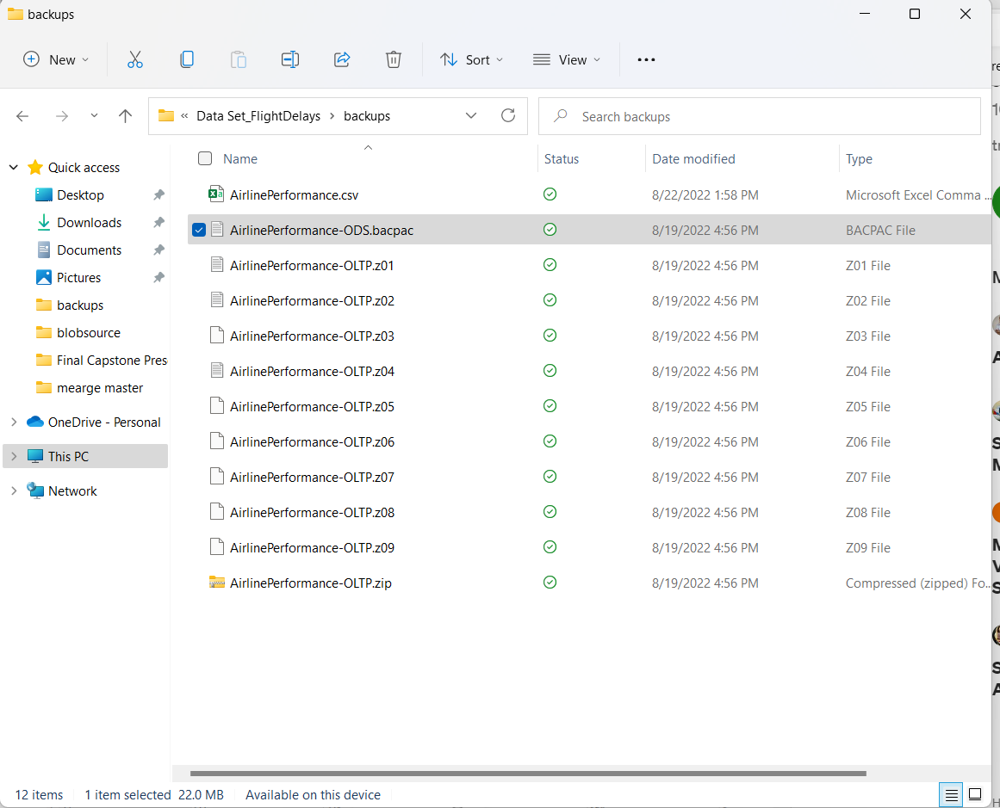 backups
New
Sort
View
« Data Set_FlightDelays > backups
Search backups
Quick access
Desktop
Downloads
Documents
Pictures
backups
blobsource
Final Capstone Pres
mearge master
OneDrive - Personal
This PC
Network
Name Status Date modified Type
AirlinePerformance.csv 8/22/2022 1:58 PM Microsoft Excel Comma ...
AirlinePerformance-ODS.bacpac 8/19/2022 4:56 PM BACPAC File
AirlinePerformance-OLTP.z01 8/19/2022 4:56 PM Z01 File
AirlinePerformance-OLTP.z02 8/19/2022 4:56 PM Z02 File
AirlinePerformance-OLTP.z03 8/19/2022 4:56 PM Z03 File
AirlinePerformance-OLTP.z04 8/19/2022 4:56 PM Z04 File
AirlinePerformance-OLTP.z05 8/19/2022 4:56 PM Z05 File
AirlinePerformance-OLTP.z06 8/19/2022 4:56 PM Z06 File
AirlinePerformance-OLTP.z07 8/19/2022 4:56 PM Z07 File
AirlinePerformance-OLTP.z08 8/19/2022 4:56 PM Z08 File
AirlinePerformance-OLTP.z09 8/19/2022 4:56 PM Z09 File
AirlinePerformance-OLTP.zip 8/19/2022 4:56 PM Compressed (zipped) Fo...
12 items 1 item selected 22.0 MB Available on this device